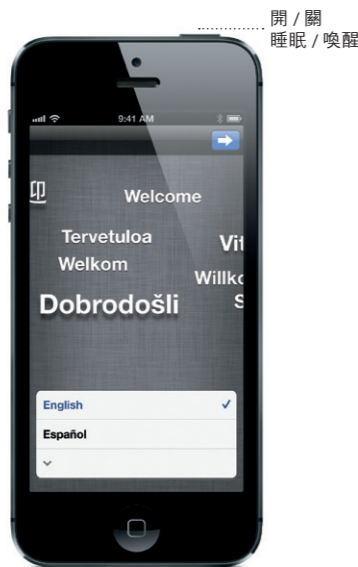 開 / 關
睡眠 / 喚醒
9:41 AM
Welcome
Tervetuloa
Welkom
Dobrodošli
English
Español